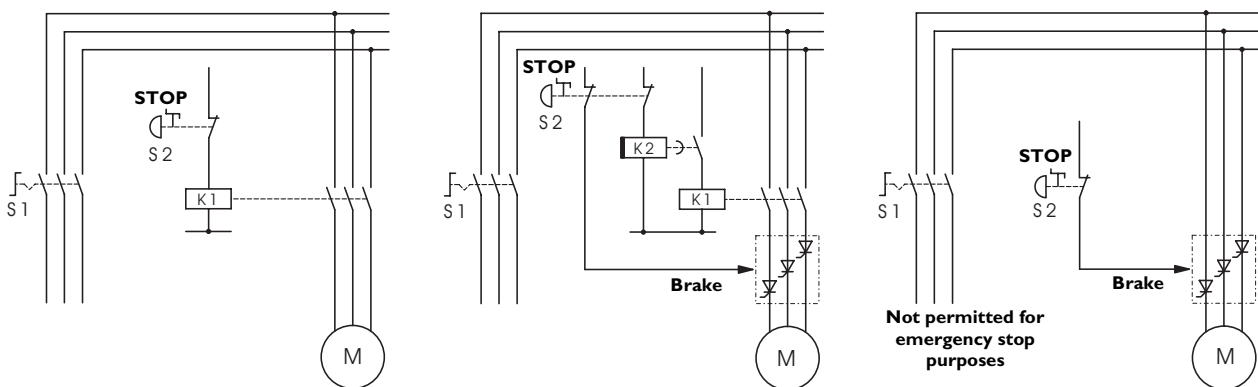 STOP
S2
K1
S1
M
STOP
S2
K2
K1
S1
Brake
M
STOP
S2
S1
Brake
Not permitted for
emergency stop
purposes
M